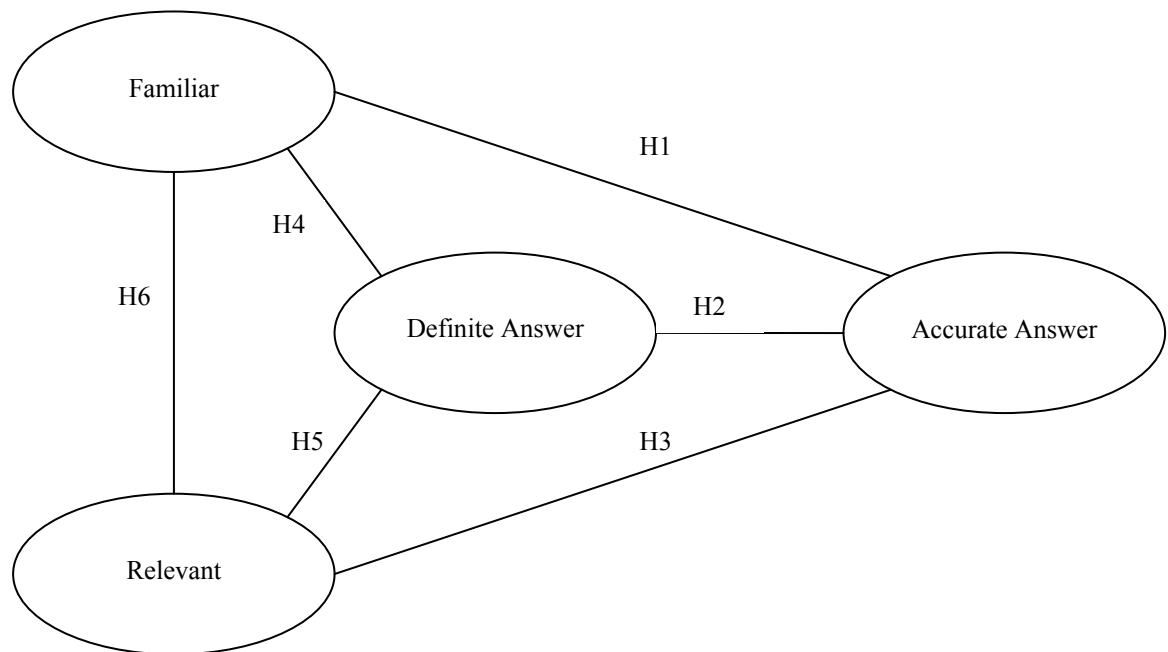 Familiar
H1
H4
H6
H2
Definite Answer
Accurate Answer
H5
H3
Relevant